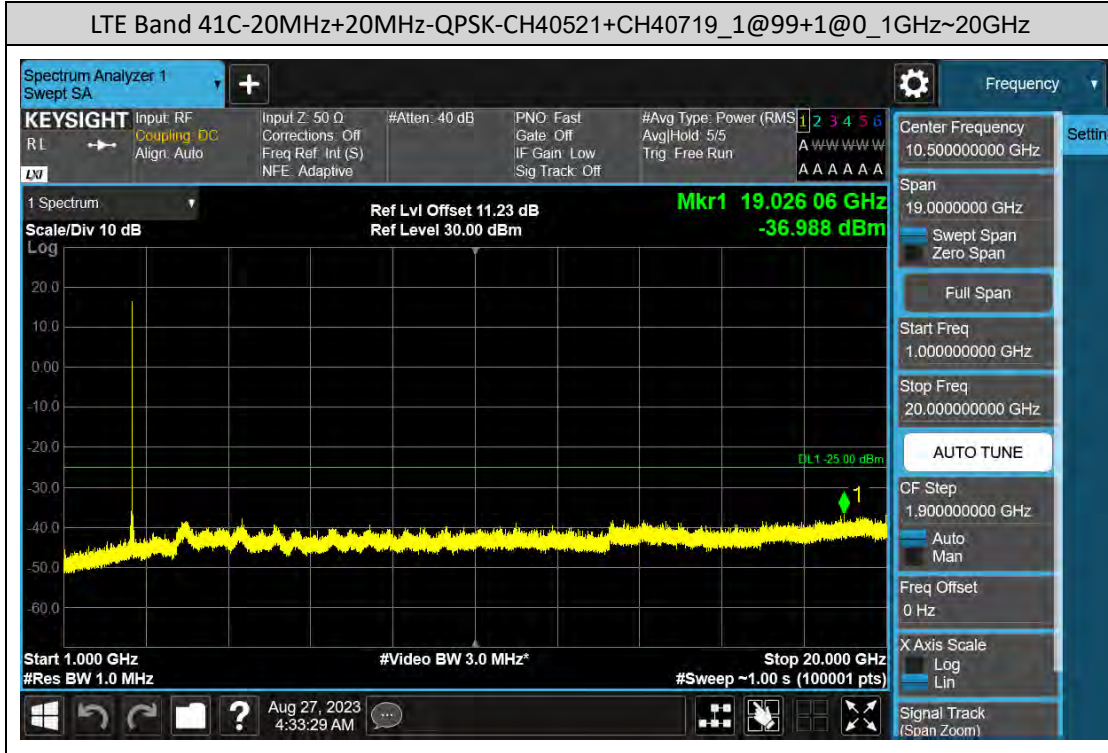 LTE Band 41C-20MHz+20MHz-QPSK-CH40521+CH40719_1@99+1@0_1GHz~20GHz
Spectrum Analyzer 1
Swept SA
Frequency
KEYSIGHT
RL
LXI
Input: RF
Coupling: DC
Align: Auto
Input Z: 50 Ω
Corrections: Off
Freq Ref: Int (S)
NFE: Adaptive
#Atten: 40 dB
PNO: Fast
Gate: Off
IF Gain: Low
Sig Track: Off
#Avg Type: Power (RMS
Avg|Hold: 5/5
Trig: Free Run
1 2 3 4 5 6
A W W W W W
A A A A A A
Settin
1 Spectrum
Scale/Div 10 dB
Log
Ref Lvl Offset 11.23 dB
Ref Level 30.00 dBm
Mkr1 19.026 06 GHz
-36.988 dBm
20.0
10.0
0.00
-10.0
-20.0
-30.0
-40.0
-50.0
-60.0
DL1 -25.00 dBm
1
Start 1.000 GHz
#Res BW 1.0 MHz
#Video BW 3.0 MHz*
Stop 20.000 GHz
#Sweep ~1.00 s (100001 pts)
Center Frequency
10.500000000 GHz
Span
19.0000000 GHz
Swept Span
Zero Span
Full Span
Start Freq
1.000000000 GHz
Stop Freq
20.000000000 GHz
AUTO TUNE
CF Step
1.900000000 GHz
Auto
Man
Freq Offset
0 Hz
X Axis Scale
Log
Lin
Signal Track
(Span Zoom)
?
Aug 27, 2023
4:33:29 AM